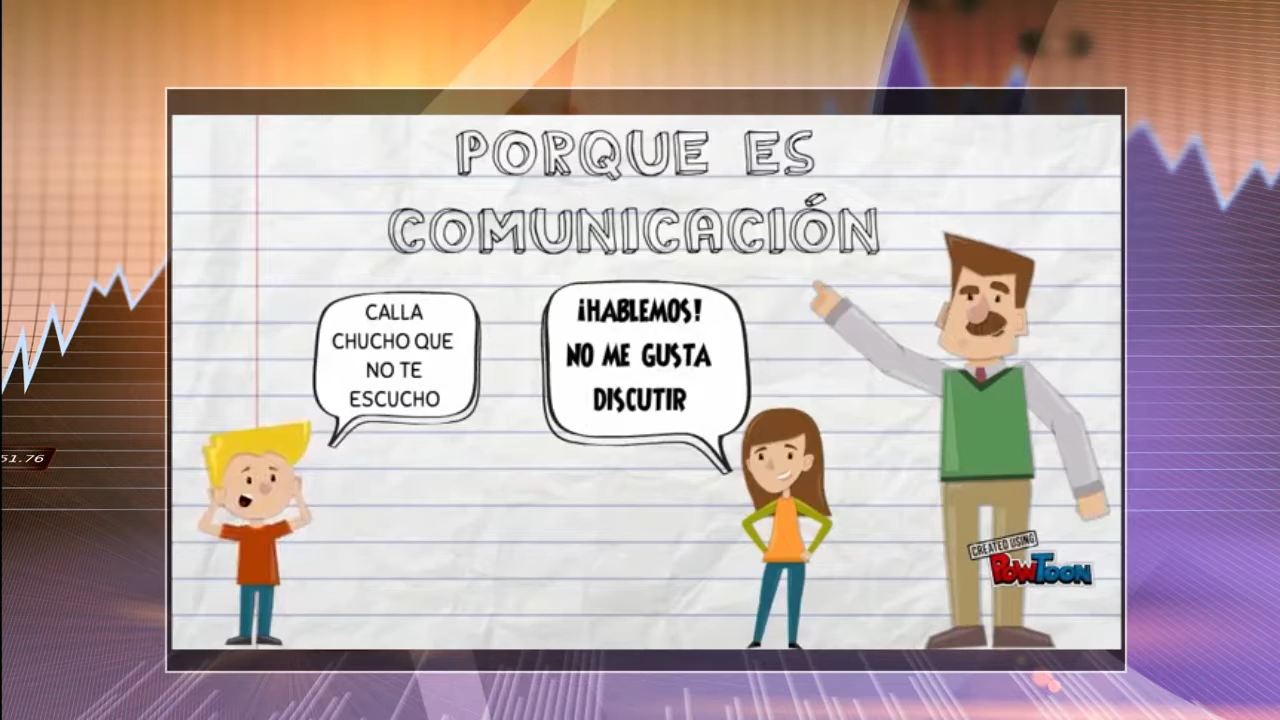 PORQUE ES
COMUNICACIÓN
CALLA
CHUCHO QUE
NO TE
ESCUCHO
¡HABLEMOS!
NO ME GUSTA
DISCUTIR
51.76
CREATED USING
POWTOON